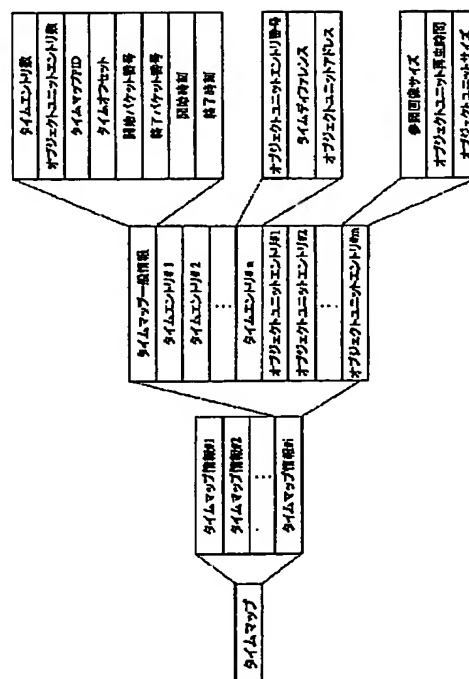 タイムマップ
タイムマップ情報#1
タイムマップ情報#2
⋮
タイムマップ情報#i
タイムマップ一般情報
タイムエントリ#1
タイムエントリ#2
⋮
タイムエントリ#n
オブジェクトユニットエントリ#1
オブジェクトユニットエントリ#2
⋮
オブジェクトユニットエントリ#m
タイムエントリ数
オブジェクトユニットエントリ数
タイムマップPID
タイムオフセット
開始パケット番号
終了パケット番号
開始時間
終了時間
オブジェクトユニットエントリ番号
タイムディファレンス
オブジェクトユニットアドレス
参照画像サイズ
オブジェクトユニット再生時間
オブジェクトユニットサイズ